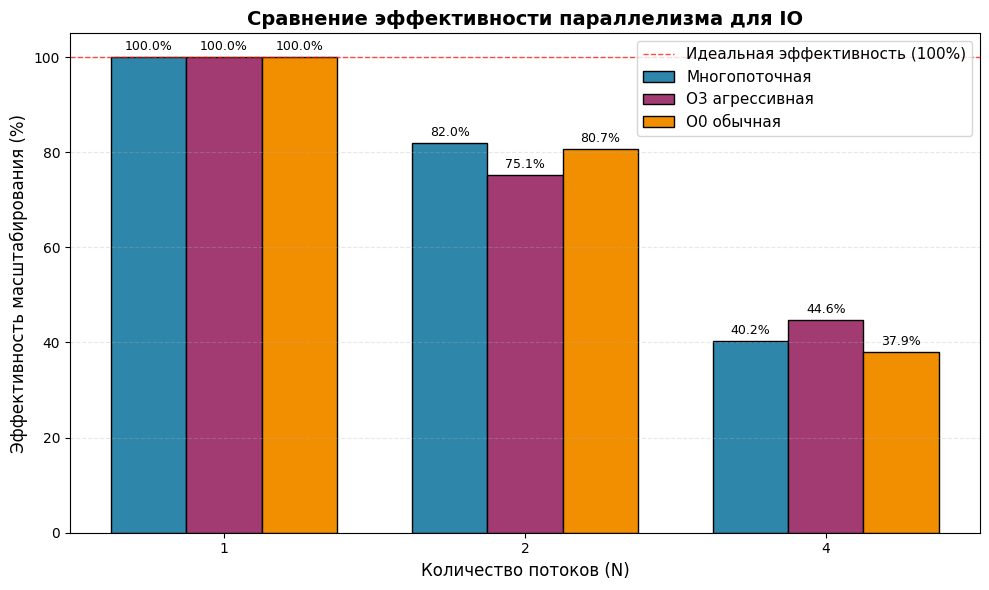 Сравнение эффективности параллелизма для IO
Идеальная эффективность (100%)
Многопоточная
O3 агрессивная
O0 обычная
Эффективность масштабирования (%)
100
80
60
40
20
0
100.0%
100.0%
100.0%
82.0%
75.1%
80.7%
40.2%
44.6%
37.9%
1
2
4
Количество потоков (N)